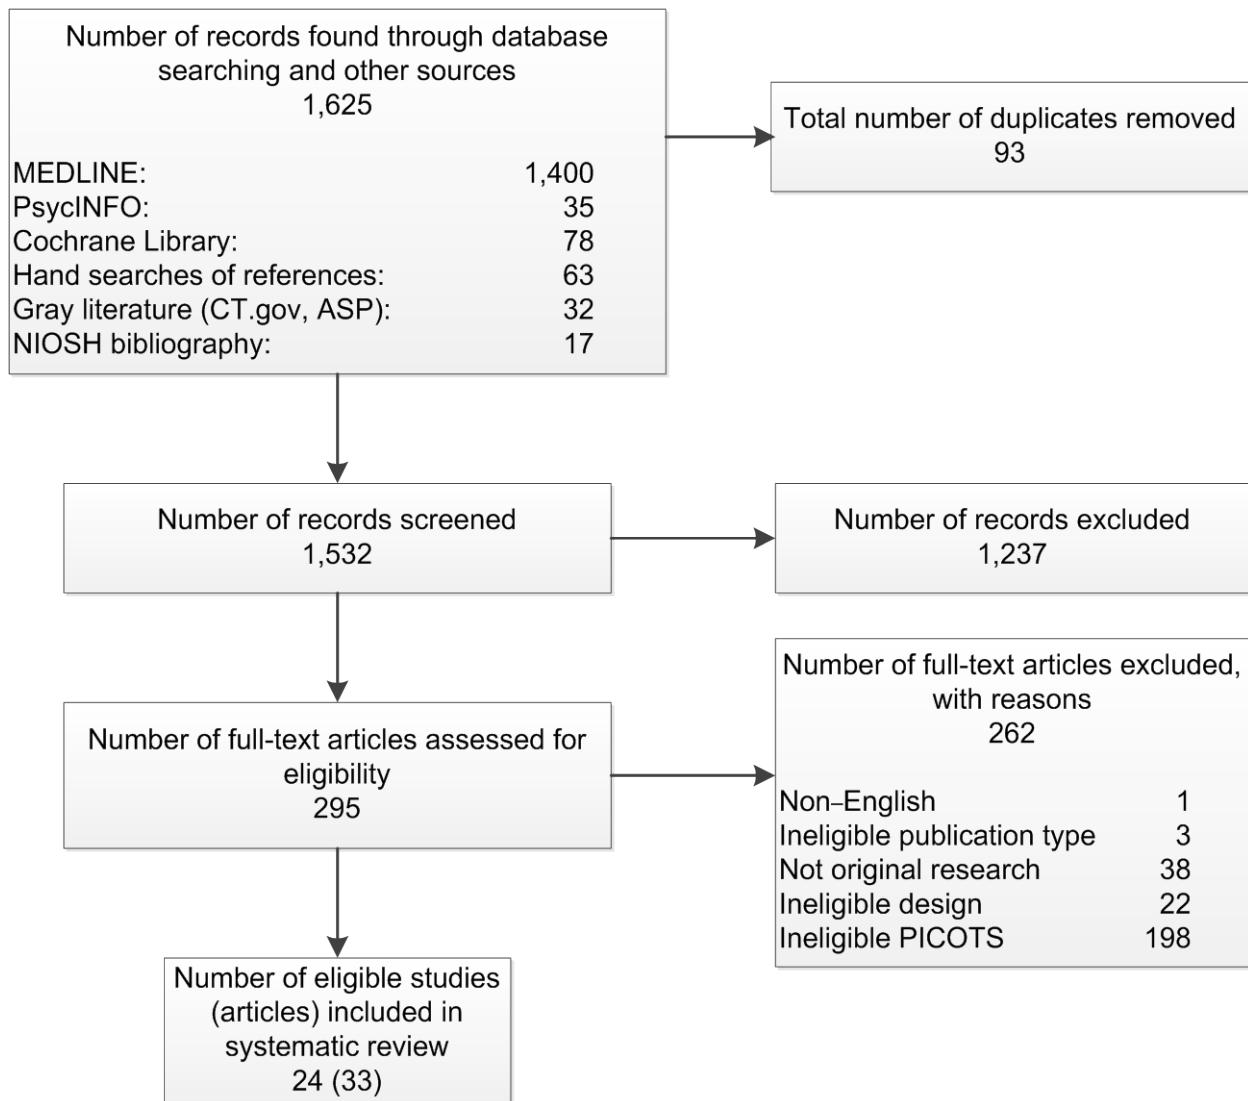 Number of records found through database
searching and other sources
1,625
MEDLINE: 1,400
PsycINFO: 35
Cochrane Library: 78
Hand searches of references: 63
Gray literature (CT.gov, ASP): 32
NIOSH bibliography: 17
Total number of duplicates removed
93
Number of records screened
1,532
Number of records excluded
1,237
Number of full-text articles assessed for
eligibility
295
Number of full-text articles excluded,
with reasons
262
Non–English 1
Ineligible publication type 3
Not original research 38
Ineligible design 22
Ineligible PICOTS 198
Number of eligible studies
(articles) included in
systematic review
24 (33)